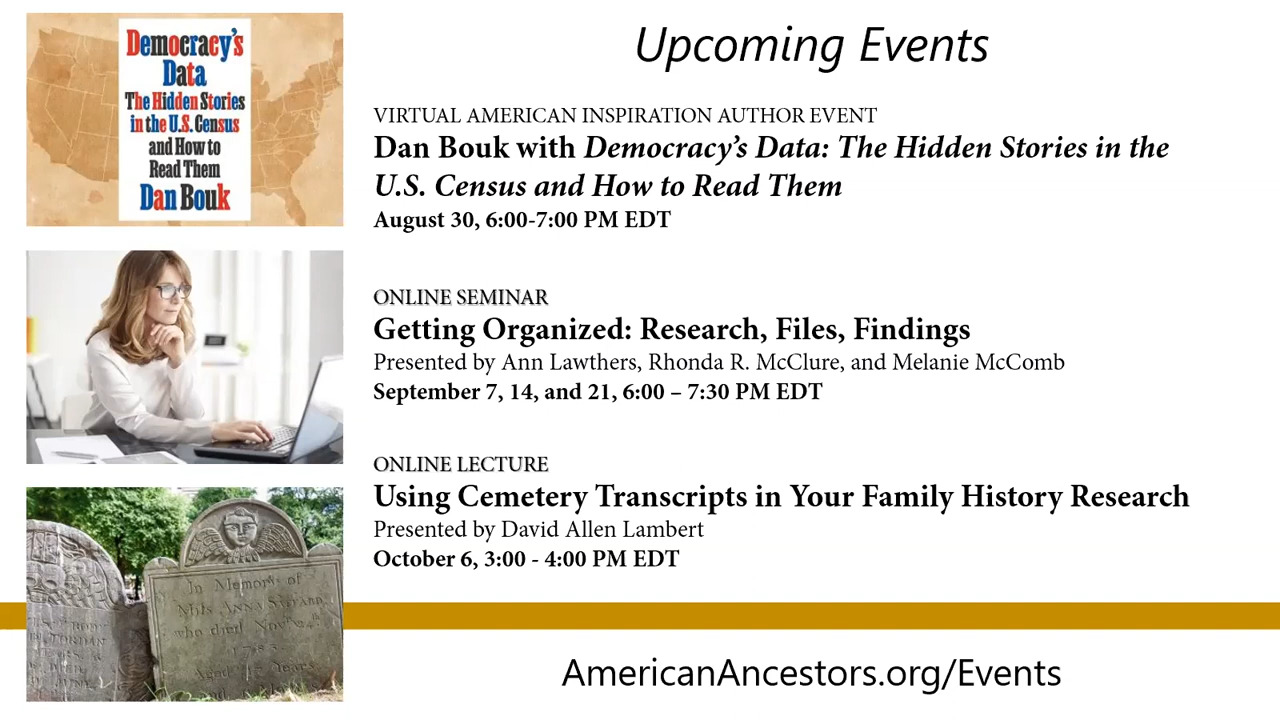 Democracy's
Data
The Hidden Stories
in the U.S. Census
and How to
Read Them
Dan Bouk
Upcoming Events
VIRTUAL AMERICAN INSPIRATION AUTHOR EVENT
Dan Bouk with Democracy's Data: The Hidden Stories in the
U.S. Census and How to Read Them
August 30, 6:00-7:00 PM EDT
ONLINE SEMINAR
Getting Organized: Research, Files, Findings
Presented by Ann Lawthers, Rhonda R. McClure, and Melanie McComb
September 7, 14, and 21, 6:00 – 7:30 PM EDT
ONLINE LECTURE
Using Cemetery Transcripts in Your Family History Research
Presented by David Allen Lambert
October 6, 3:00 - 4:00 PM EDT
In Memory of
who died
Aged
Years
AmericanAncestors.org/Events